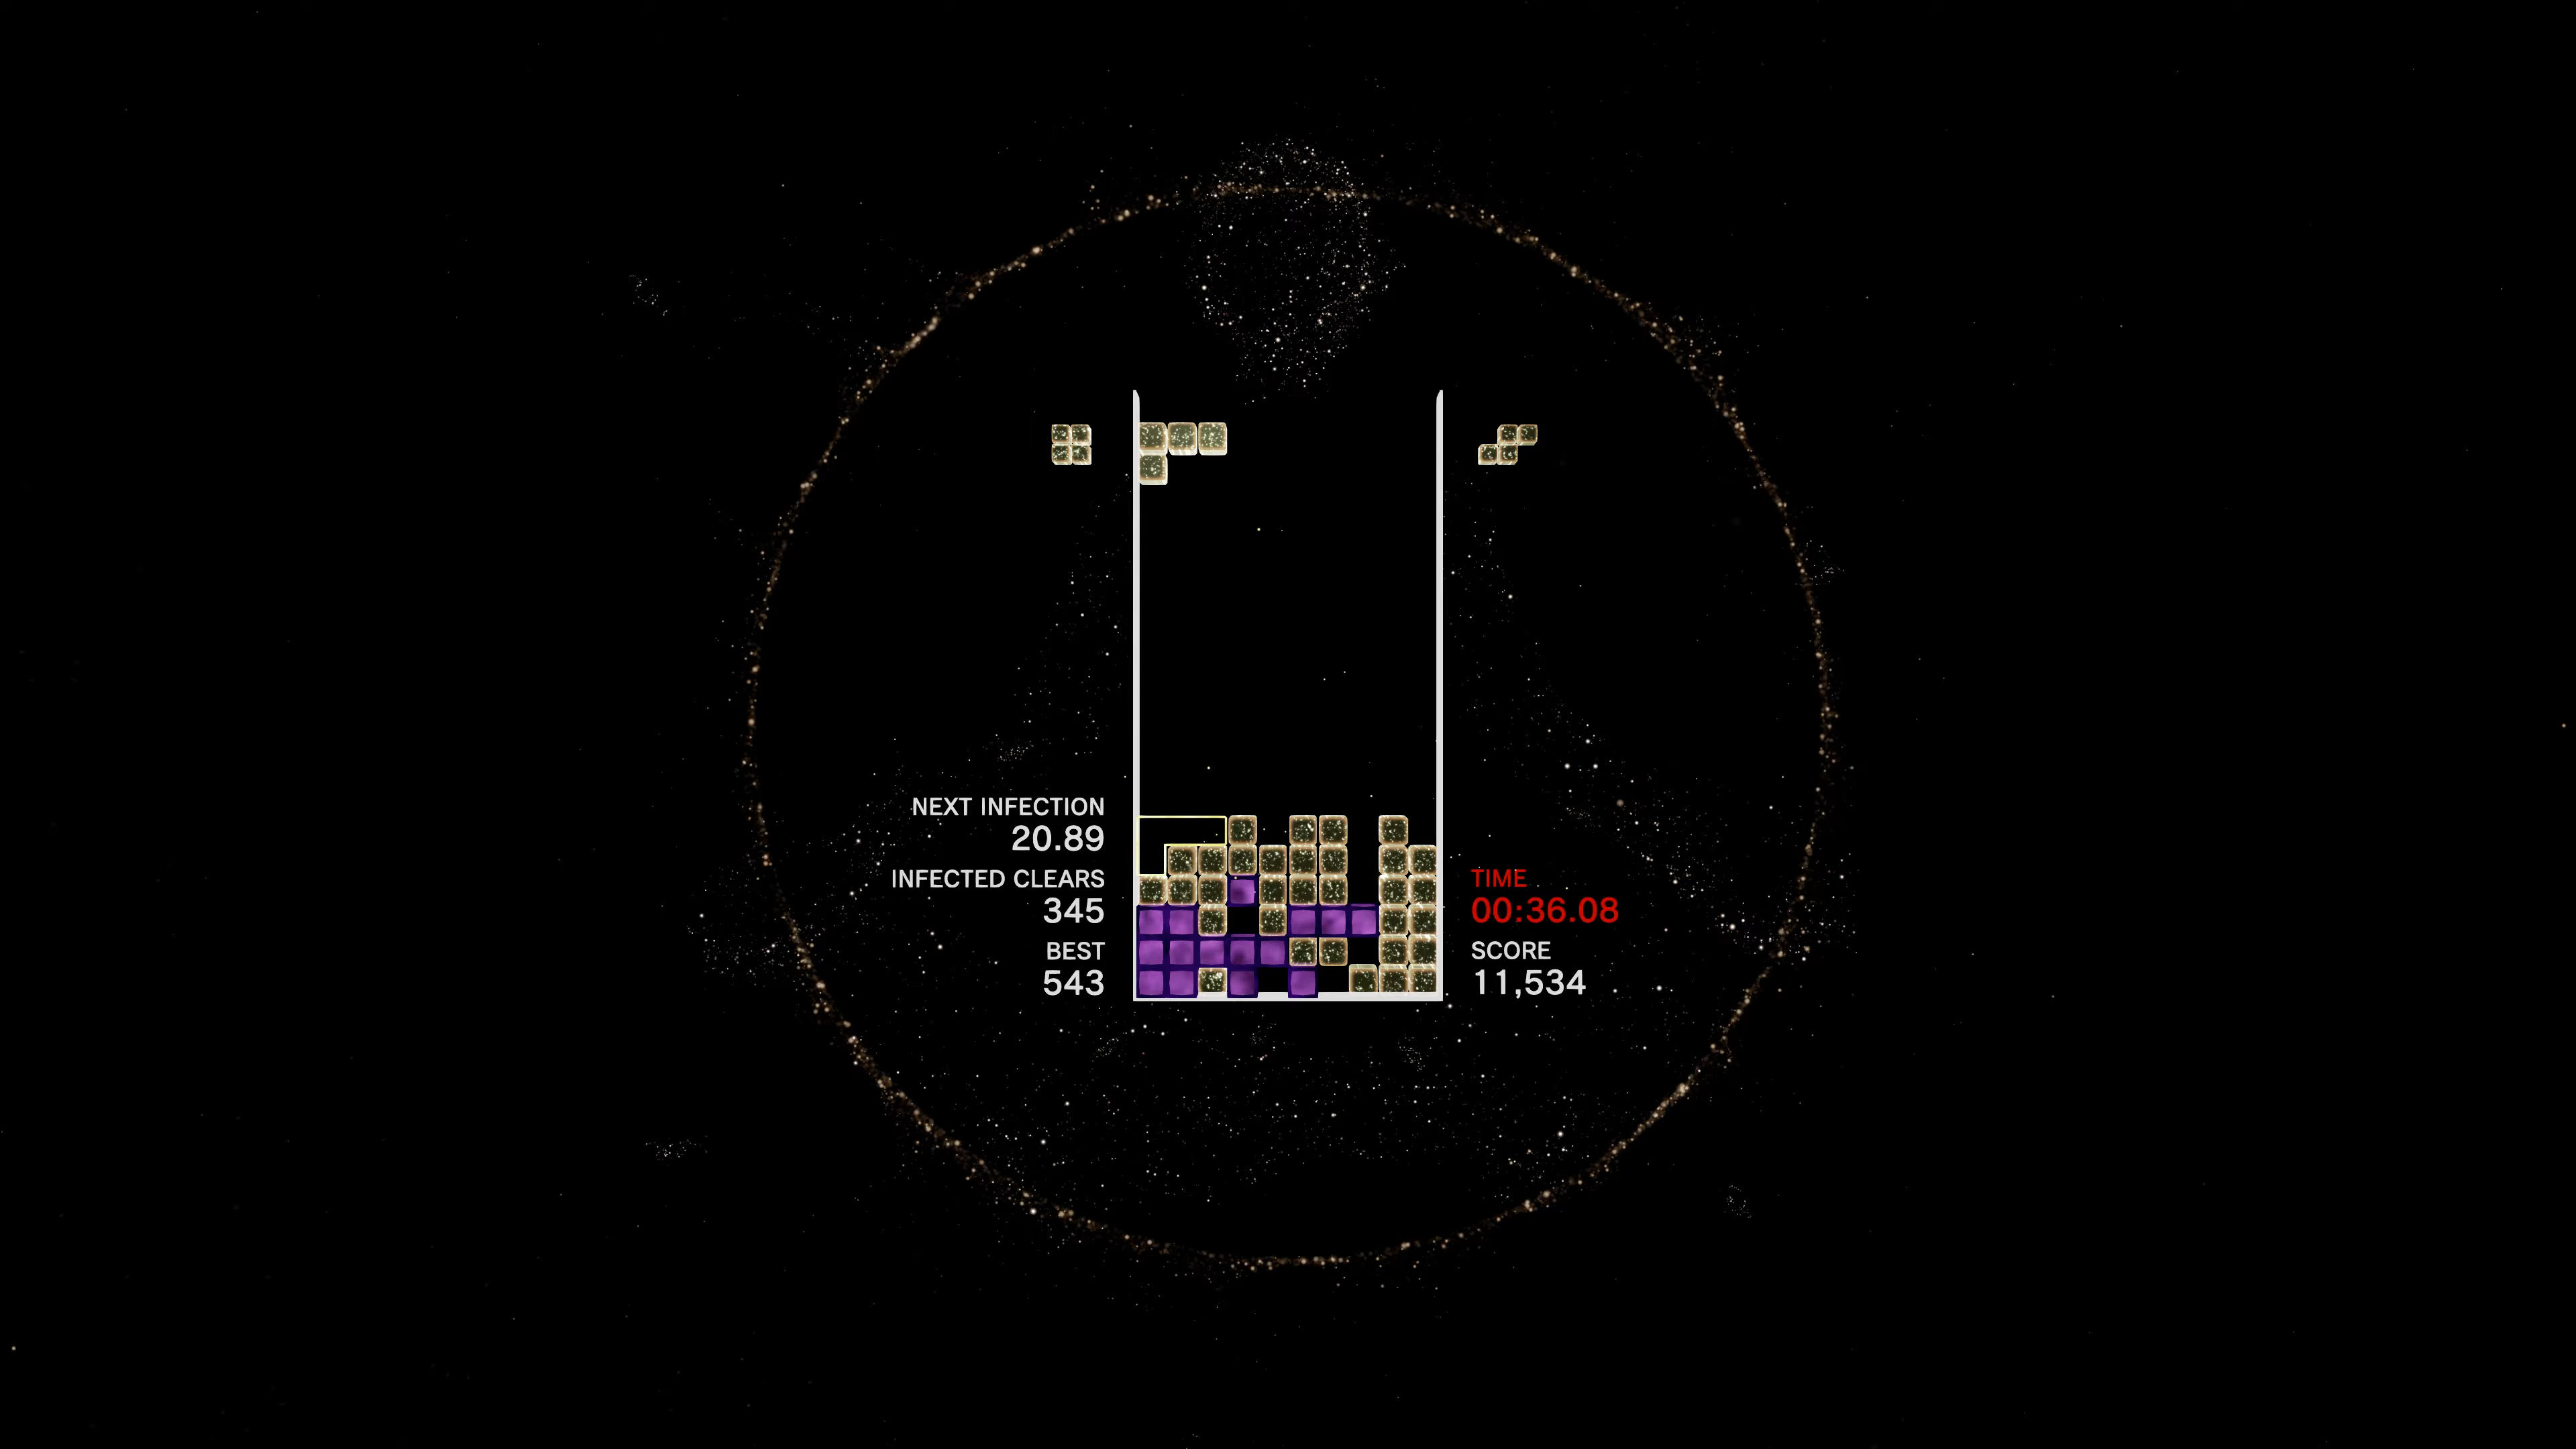 NEXT INFECTION
20.89
INFECTED CLEARS
345
BEST
543
TIME
00:36.08
SCORE
11,534